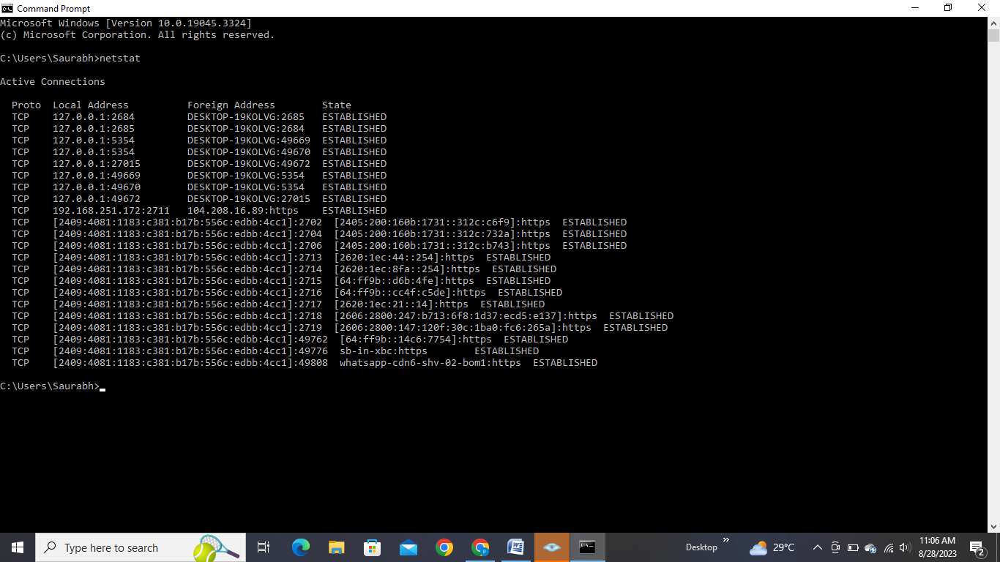 Command Prompt
Microsoft Windows [Version 10.0.19045.3324]
(c) Microsoft Corporation. All rights reserved.
C:\Users\Saurabh>netstat
Active Connections
Proto  Local Address          Foreign Address        State
TCP    127.0.0.1:2684         DESKTOP-19KOLVG:2685   ESTABLISHED
TCP    127.0.0.1:2685         DESKTOP-19KOLVG:2684   ESTABLISHED
TCP    127.0.0.1:5354         DESKTOP-19KOLVG:49669  ESTABLISHED
TCP    127.0.0.1:5354         DESKTOP-19KOLVG:49670  ESTABLISHED
TCP    127.0.0.1:27015        DESKTOP-19KOLVG:49672  ESTABLISHED
TCP    127.0.0.1:49669        DESKTOP-19KOLVG:5354   ESTABLISHED
TCP    127.0.0.1:49670        DESKTOP-19KOLVG:5354   ESTABLISHED
TCP    127.0.0.1:49672        DESKTOP-19KOLVG:27015  ESTABLISHED
TCP    192.168.251.172:2711   104.208.16.89:https    ESTABLISHED
TCP    [2409:4081:1183:c381:b17b:556c:edbb:4cc1]:2702  [2405:200:160b:1731::312c:c6f9]:https  ESTABLISHED
TCP    [2409:4081:1183:c381:b17b:556c:edbb:4cc1]:2704  [2405:200:160b:1731::312c:732a]:https  ESTABLISHED
TCP    [2409:4081:1183:c381:b17b:556c:edbb:4cc1]:2706  [2405:200:160b:1731::312c:b743]:https  ESTABLISHED
TCP    [2409:4081:1183:c381:b17b:556c:edbb:4cc1]:2713  [2620:1ec:44::254]:https  ESTABLISHED
TCP    [2409:4081:1183:c381:b17b:556c:edbb:4cc1]:2714  [2620:1ec:8fa::254]:https  ESTABLISHED
TCP    [2409:4081:1183:c381:b17b:556c:edbb:4cc1]:2715  [64:ff9b::d6b:4fe]:https  ESTABLISHED
TCP    [2409:4081:1183:c381:b17b:556c:edbb:4cc1]:2716  [64:ff9b::cc4f:c5de]:https  ESTABLISHED
TCP    [2409:4081:1183:c381:b17b:556c:edbb:4cc1]:2717  [2620:1ec:21::14]:https  ESTABLISHED
TCP    [2409:4081:1183:c381:b17b:556c:edbb:4cc1]:2718  [2606:2800:247:b713:6f8:1d37:ecd5:e137]:https  ESTABLISHED
TCP    [2409:4081:1183:c381:b17b:556c:edbb:4cc1]:2719  [2606:2800:147:120f:30c:1ba0:fc6:265a]:https  ESTABLISHED
TCP    [2409:4081:1183:c381:b17b:556c:edbb:4cc1]:49762  [64:ff9b::14c6:7754]:https  ESTABLISHED
TCP    [2409:4081:1183:c381:b17b:556c:edbb:4cc1]:49776  sb-in-xbc:https        ESTABLISHED
TCP    [2409:4081:1183:c381:b17b:556c:edbb:4cc1]:49808  whatsapp-cdn6-shv-02-bom1:https  ESTABLISHED
C:\Users\Saurabh>
Type here to search
Desktop
29°C
11:06 AM
8/28/2023
2